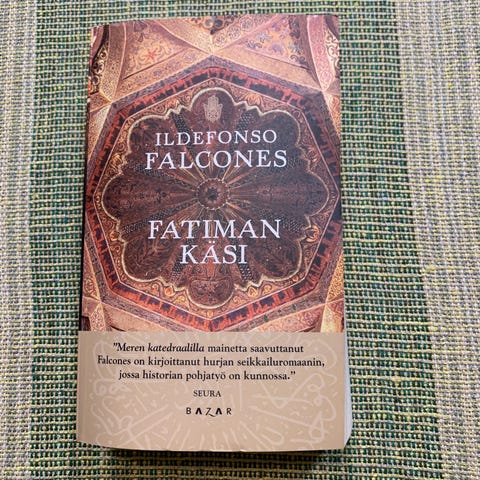 ILDEFONSO
FALCONES
FATIMAN
KÄSI
"Meren katedraalilla mainetta saavuttanut
Falcones on kirjoittanut hurjan seikkailuromaanin,
jossa historian pohjatyö on kunnossa."
SEURA
BAZAR